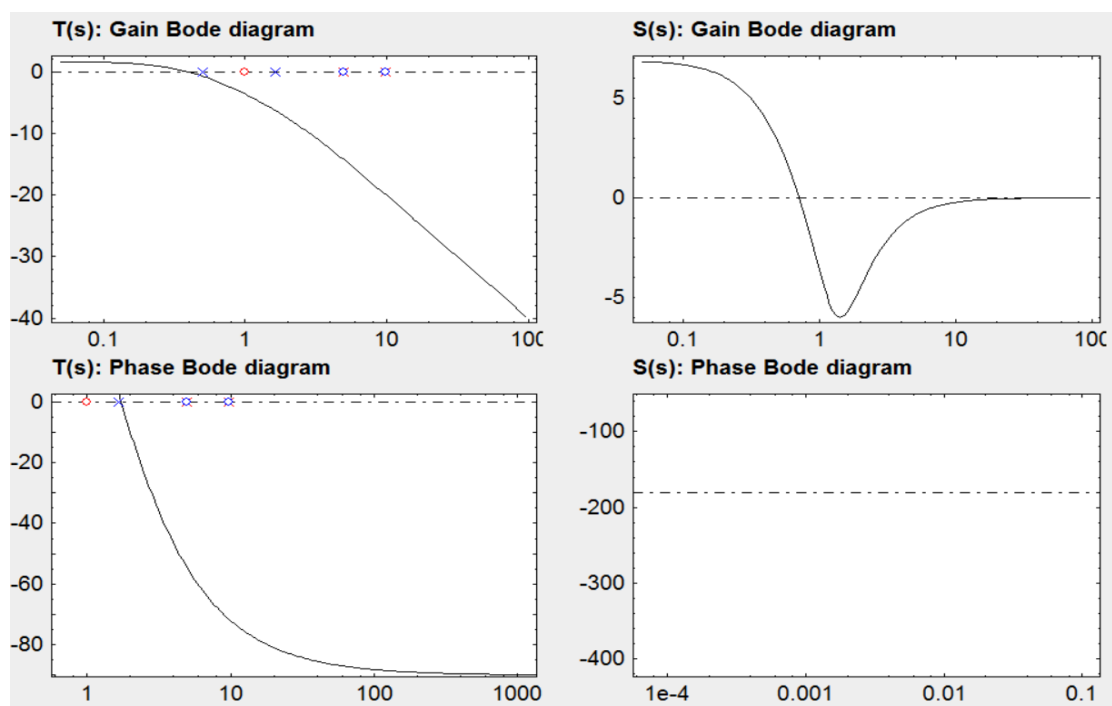 T(s): Gain Bode diagram
0
-10
-20
-30
-40
0.1 1 10 100
S(s): Gain Bode diagram
5
0
-5
0.1 1 10 100
T(s): Phase Bode diagram
0
-20
-40
-60
-80
1 10 100 1000
S(s): Phase Bode diagram
-100
-200
-300
-400
1e-4 0.001 0.01 0.1